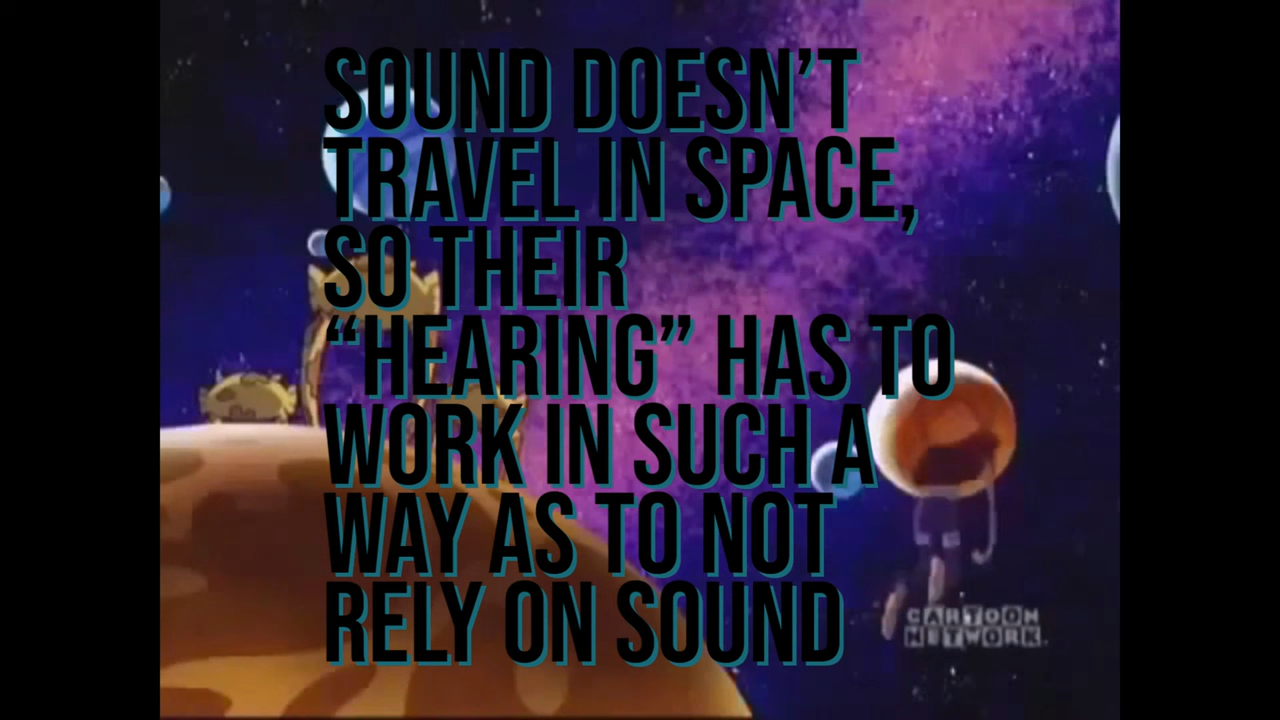 SOUND DOESN’T
TRAVEL IN SPACE,
SO THEIR
“HEARING” HAS TO
WORK IN SUCH A
WAY AS TO NOT
RELY ON SOUND
CARTOON
NETWORK.